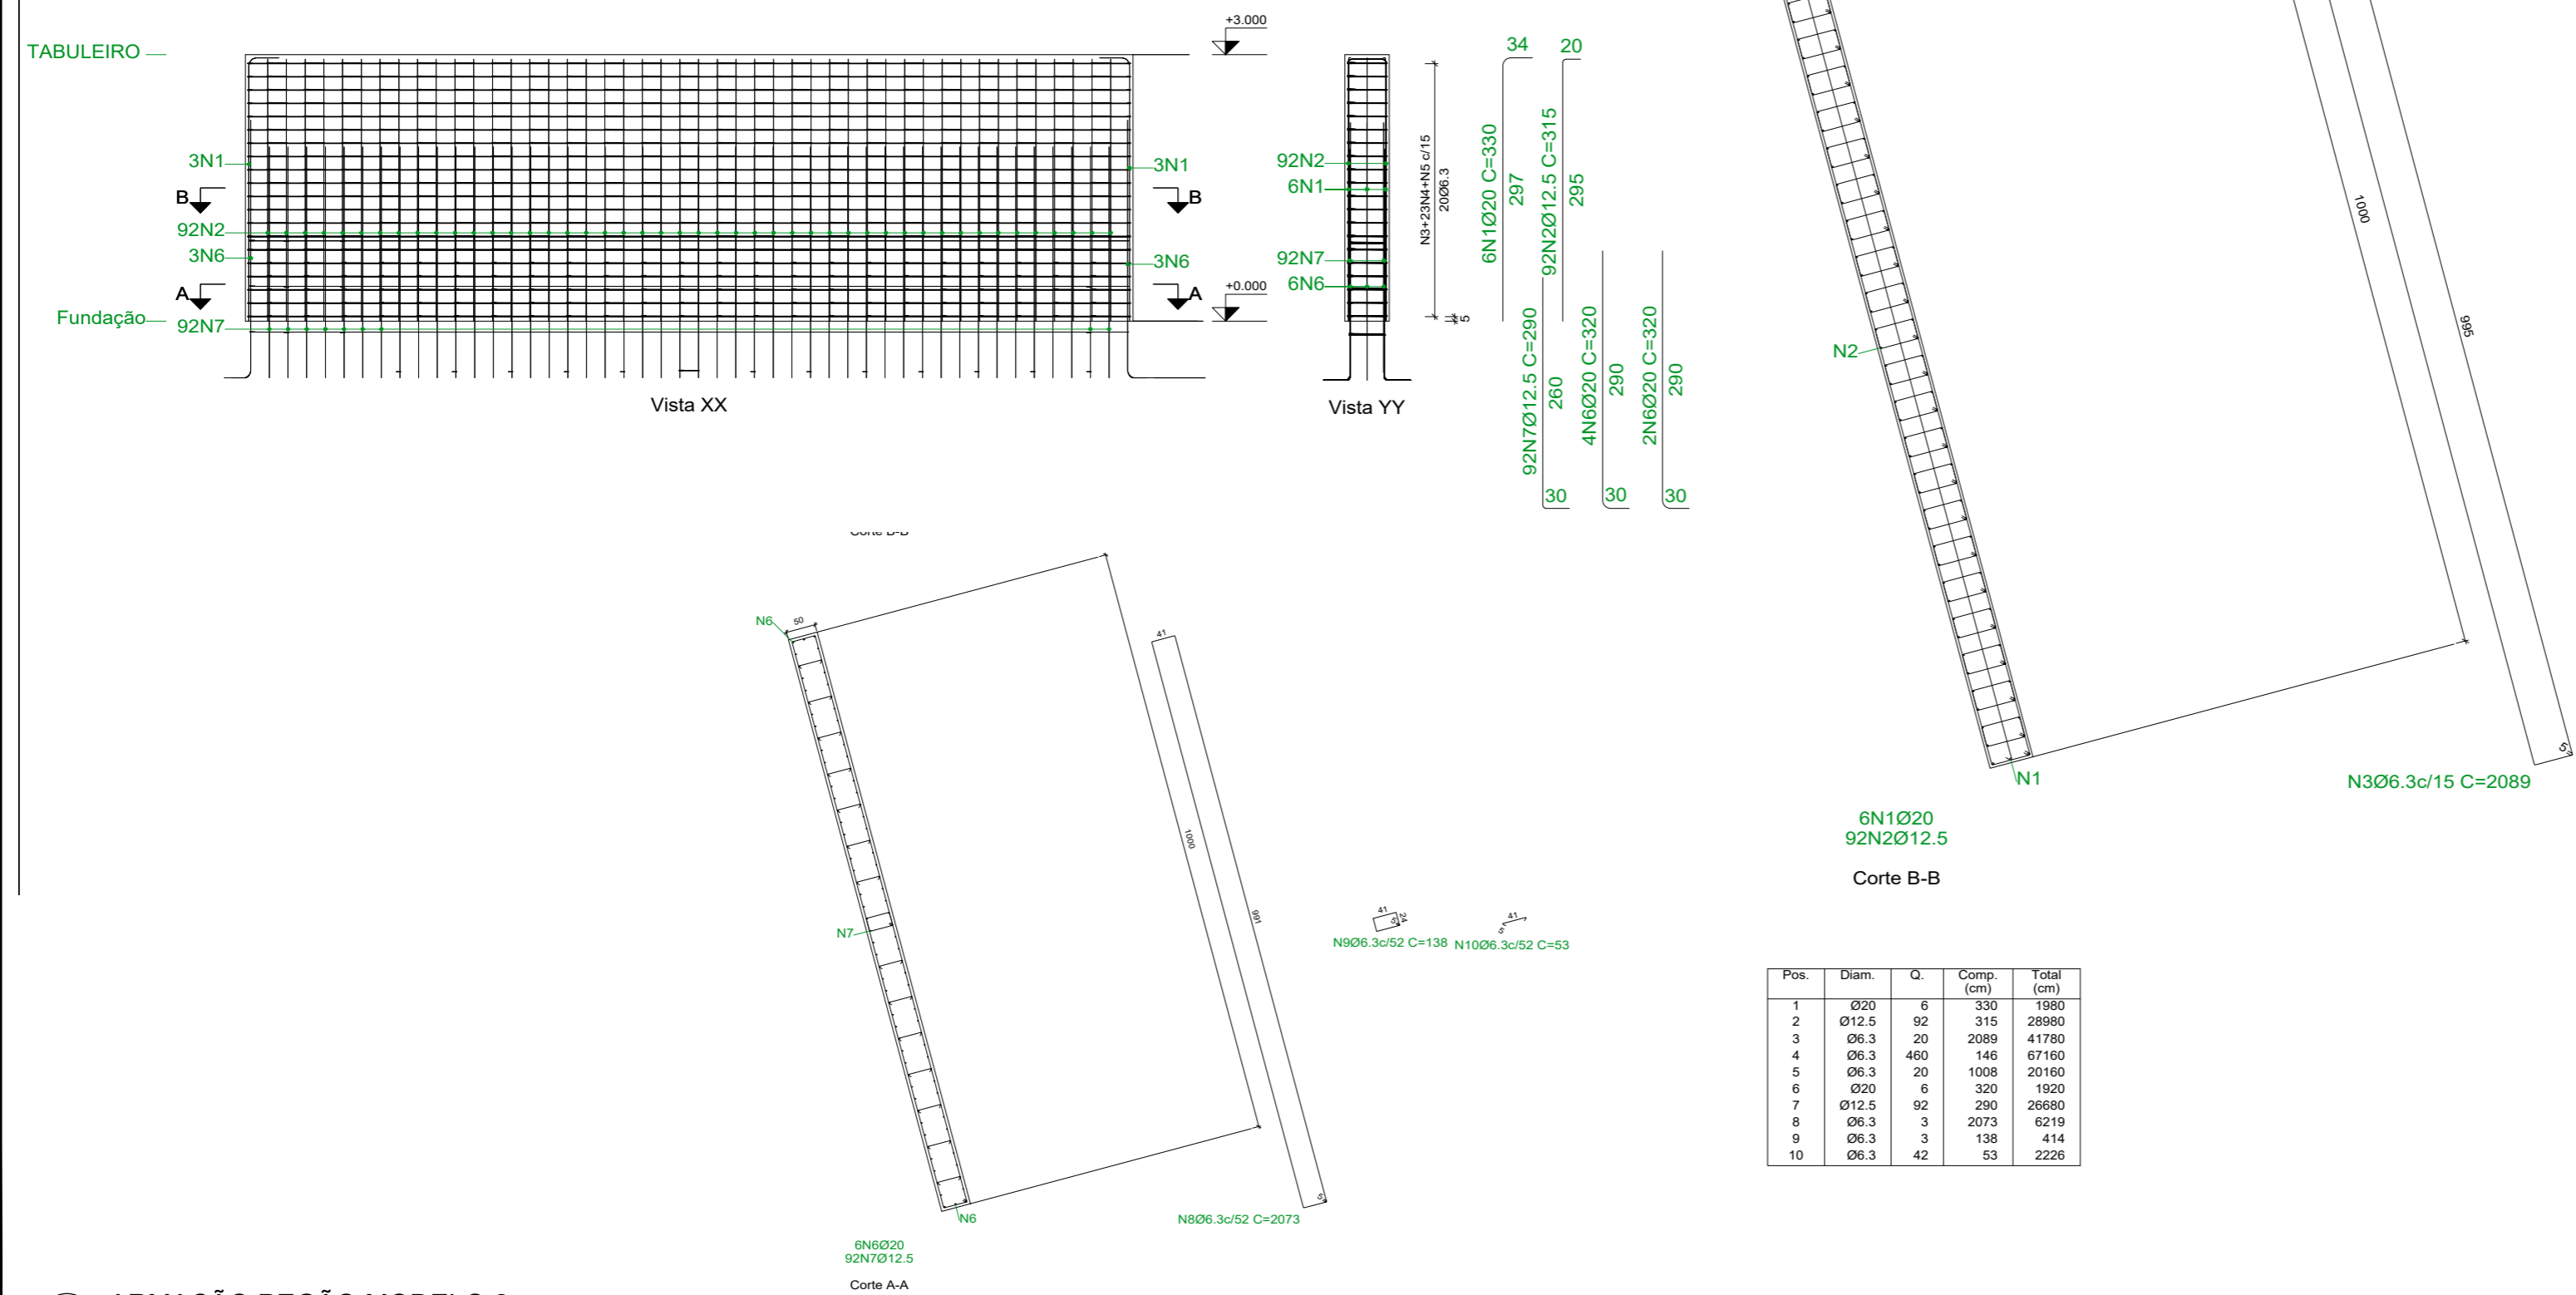 +3.000
TABULEIRO
3N1
3N1
B
B
92N2
3N6
3N6
A
A
+0.000
Fundação
92N7
Vista XX
92N2
6N1
92N7
6N6
Vista YY
N3+23N4+N5 c/15
20Ø6.3
5
34
6N1Ø20 C=330
297
20
92N2Ø12.5 C=315
295
92N7Ø12.5 C=290
260
30
4N6Ø20 C=320
290
30
2N6Ø20 C=320
290
30
N2
1000
995
5
N1
N3Ø6.3c/15 C=2089
6N1Ø20
92N2Ø12.5
Corte B-B
Corte B-B
N6
50
41
1000
991
N7
N6
5
N8Ø6.3c/52 C=2073
6N6Ø20
92N7Ø12.5
Corte A-A
41
24
5
N9Ø6.3c/52 C=138
41
5
N10Ø6.3c/52 C=53
Pos. Diam. Q. Comp. (cm) Total (cm)
1 Ø20 6 330 1980
2 Ø12.5 92 315 28980
3 Ø6.3 20 2089 41780
4 Ø6.3 460 146 67160
5 Ø6.3 20 1008 20160
6 Ø20 6 320 1920
7 Ø12.5 92 290 26680
8 Ø6.3 3 2073 6219
9 Ø6.3 3 138 414
10 Ø6.3 42 53 2226